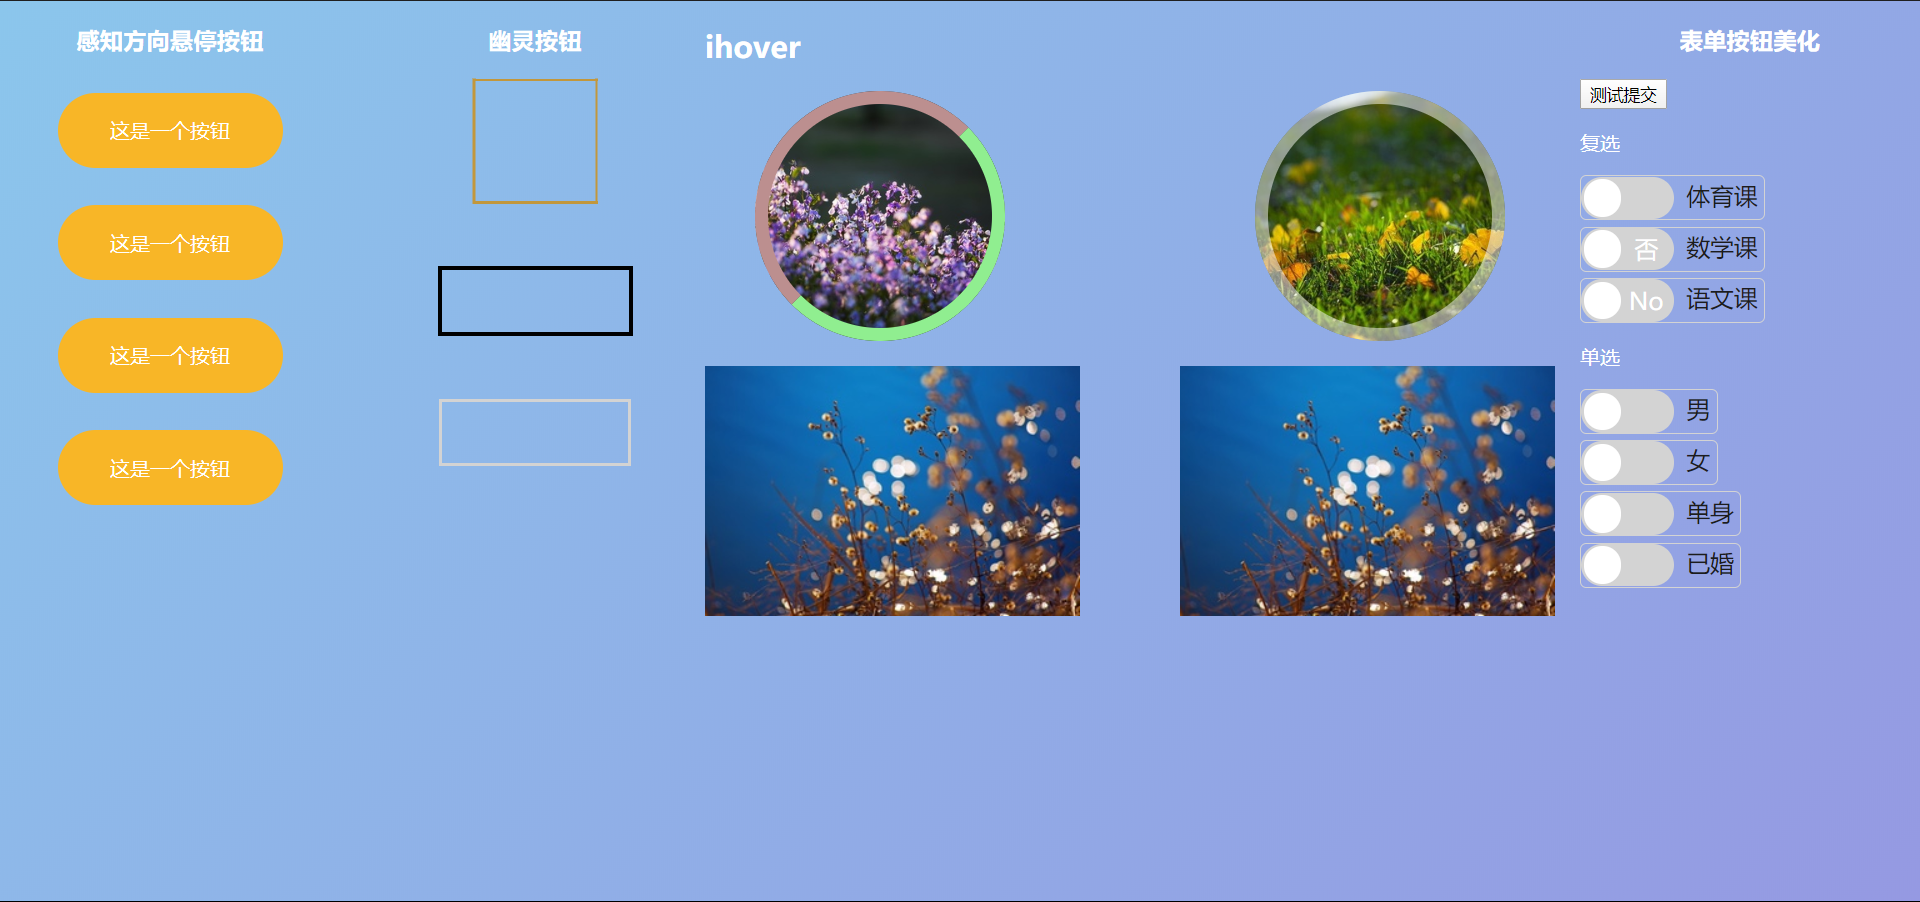 感知方向悬停按钮
这是一个按钮
这是一个按钮
这是一个按钮
这是一个按钮
幽灵按钮
ihover
表单按钮美化
测试提交
复选
体育课
否 数学课
No 语文课
单选
男
女
单身
已婚